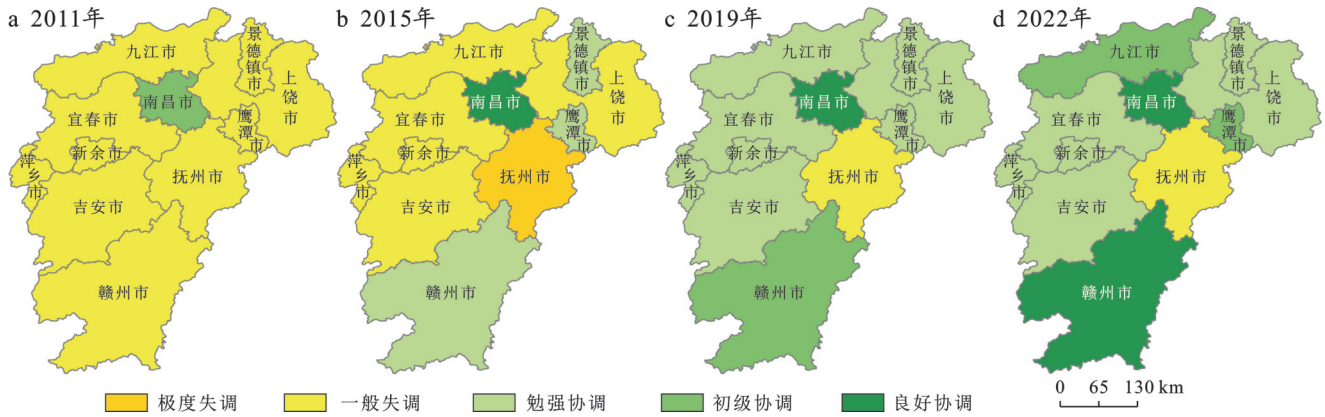 a 2011年
九江市
景德镇市
上饶市
南昌市
鹰潭市
宜春市
新余市
萍乡市
抚州市
吉安市
赣州市
b 2015年
九江市
景德镇市
上饶市
南昌市
鹰潭市
宜春市
新余市
萍乡市
抚州市
吉安市
赣州市
c 2019年
九江市
景德镇市
上饶市
南昌市
鹰潭市
宜春市
新余市
萍乡市
抚州市
吉安市
赣州市
d 2022年
九江市
景德镇市
上饶市
南昌市
鹰潭市
宜春市
新余市
萍乡市
抚州市
吉安市
赣州市
极度失调
一般失调
勉强协调
初级协调
良好协调
0 65 130 km